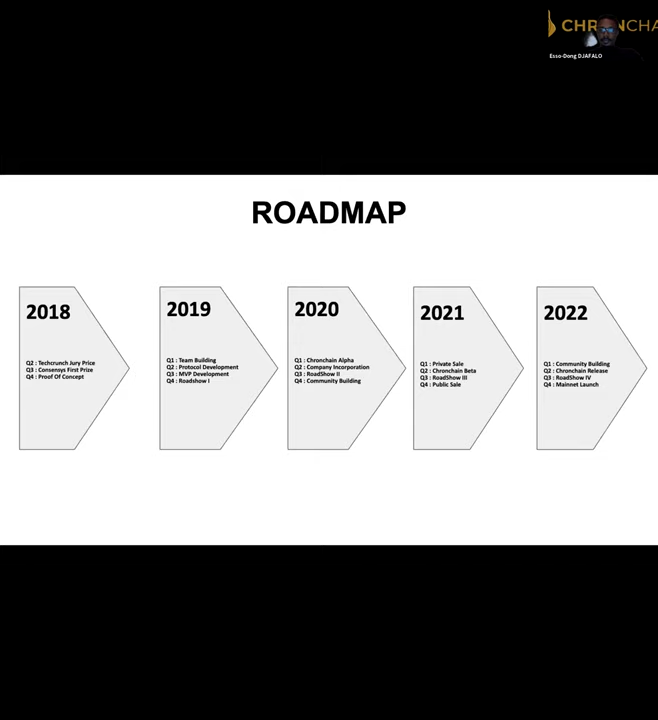 CHRONCHA
Esso-Dong DJAFALO
ROADMAP
2018
Q2 : Techcrunch Jury Price
Q3 : Consensys First Prize
Q4 : Proof Of Concept
2019
Q1 : Team Building
Q2 : Protocol Development
Q3 : MVP Development
Q4 : Roadshow I
2020
Q1 : Chronchain Alpha
Q2 : Company Incorporation
Q3 : RoadShow II
Q4 : Community Building
2021
Q1 : Private Sale
Q2 : Chronchain Beta
Q3 : RoadShow III
Q4 : Public Sale
2022
Q1 : Community Building
Q2 : Chronchain Release
Q3 : RoadShow IV
Q4 : Mainnet Launch